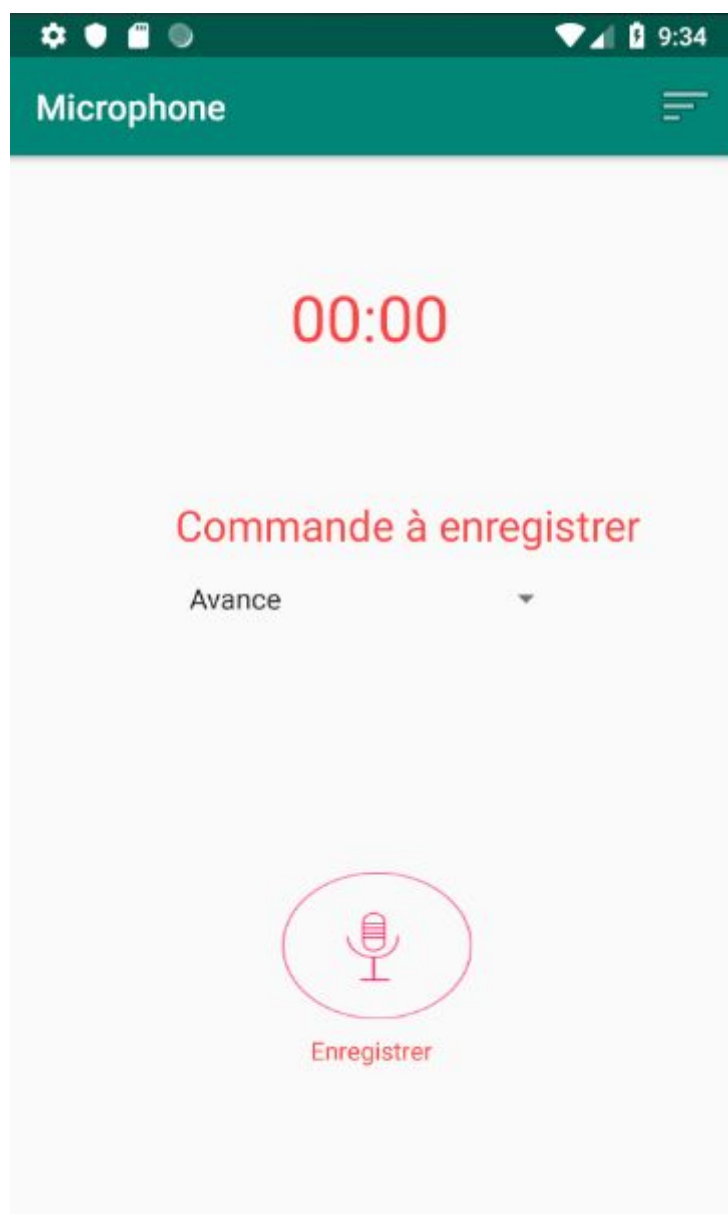 9:34
Microphone
00:00
Commande à enregistrer
Avance
Enregistrer